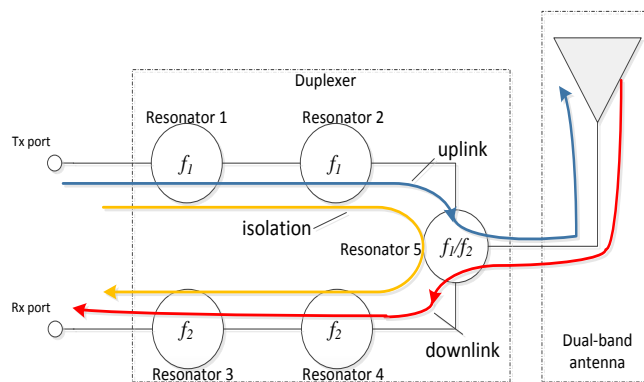 Duplexer
Resonator 1
Resonator 2
Tx port
f1
f1
uplink
isolation
Resonator 5
f1/f2
Rx port
f2
f2
downlink
Resonator 3
Resonator 4
Dual-band
antenna